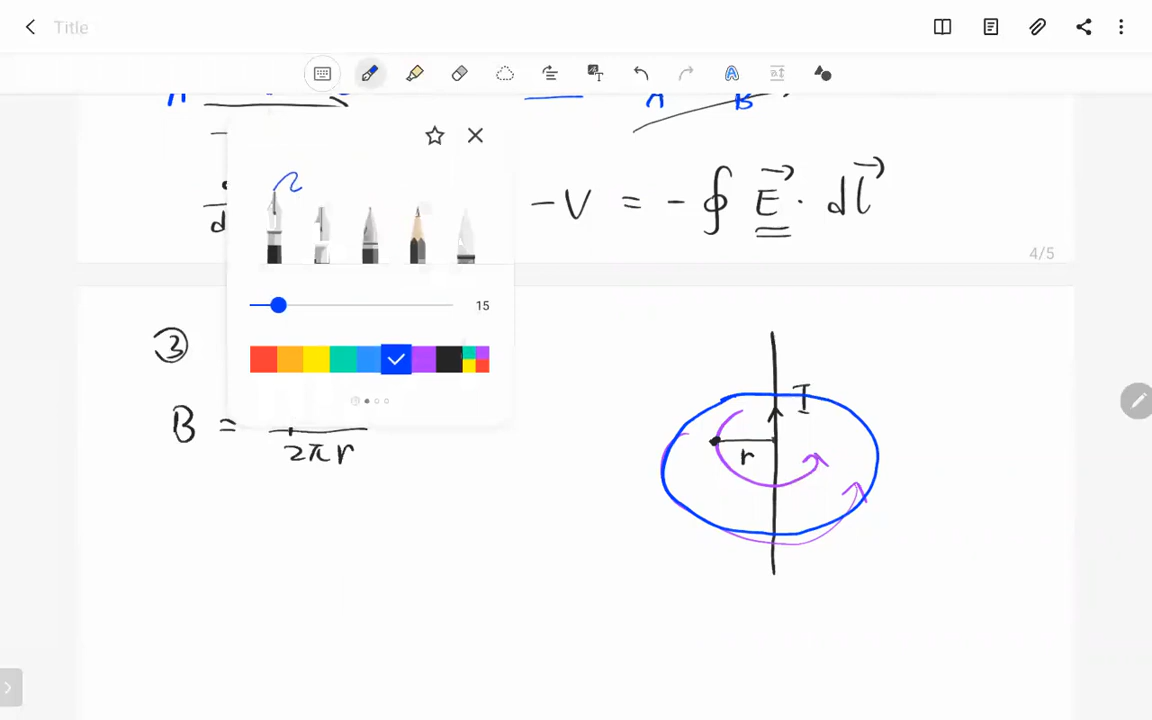 Title
A B
d -V = - ∮ E⃗ · dl⃗
4/5
15
③
I
B =
2πr
r